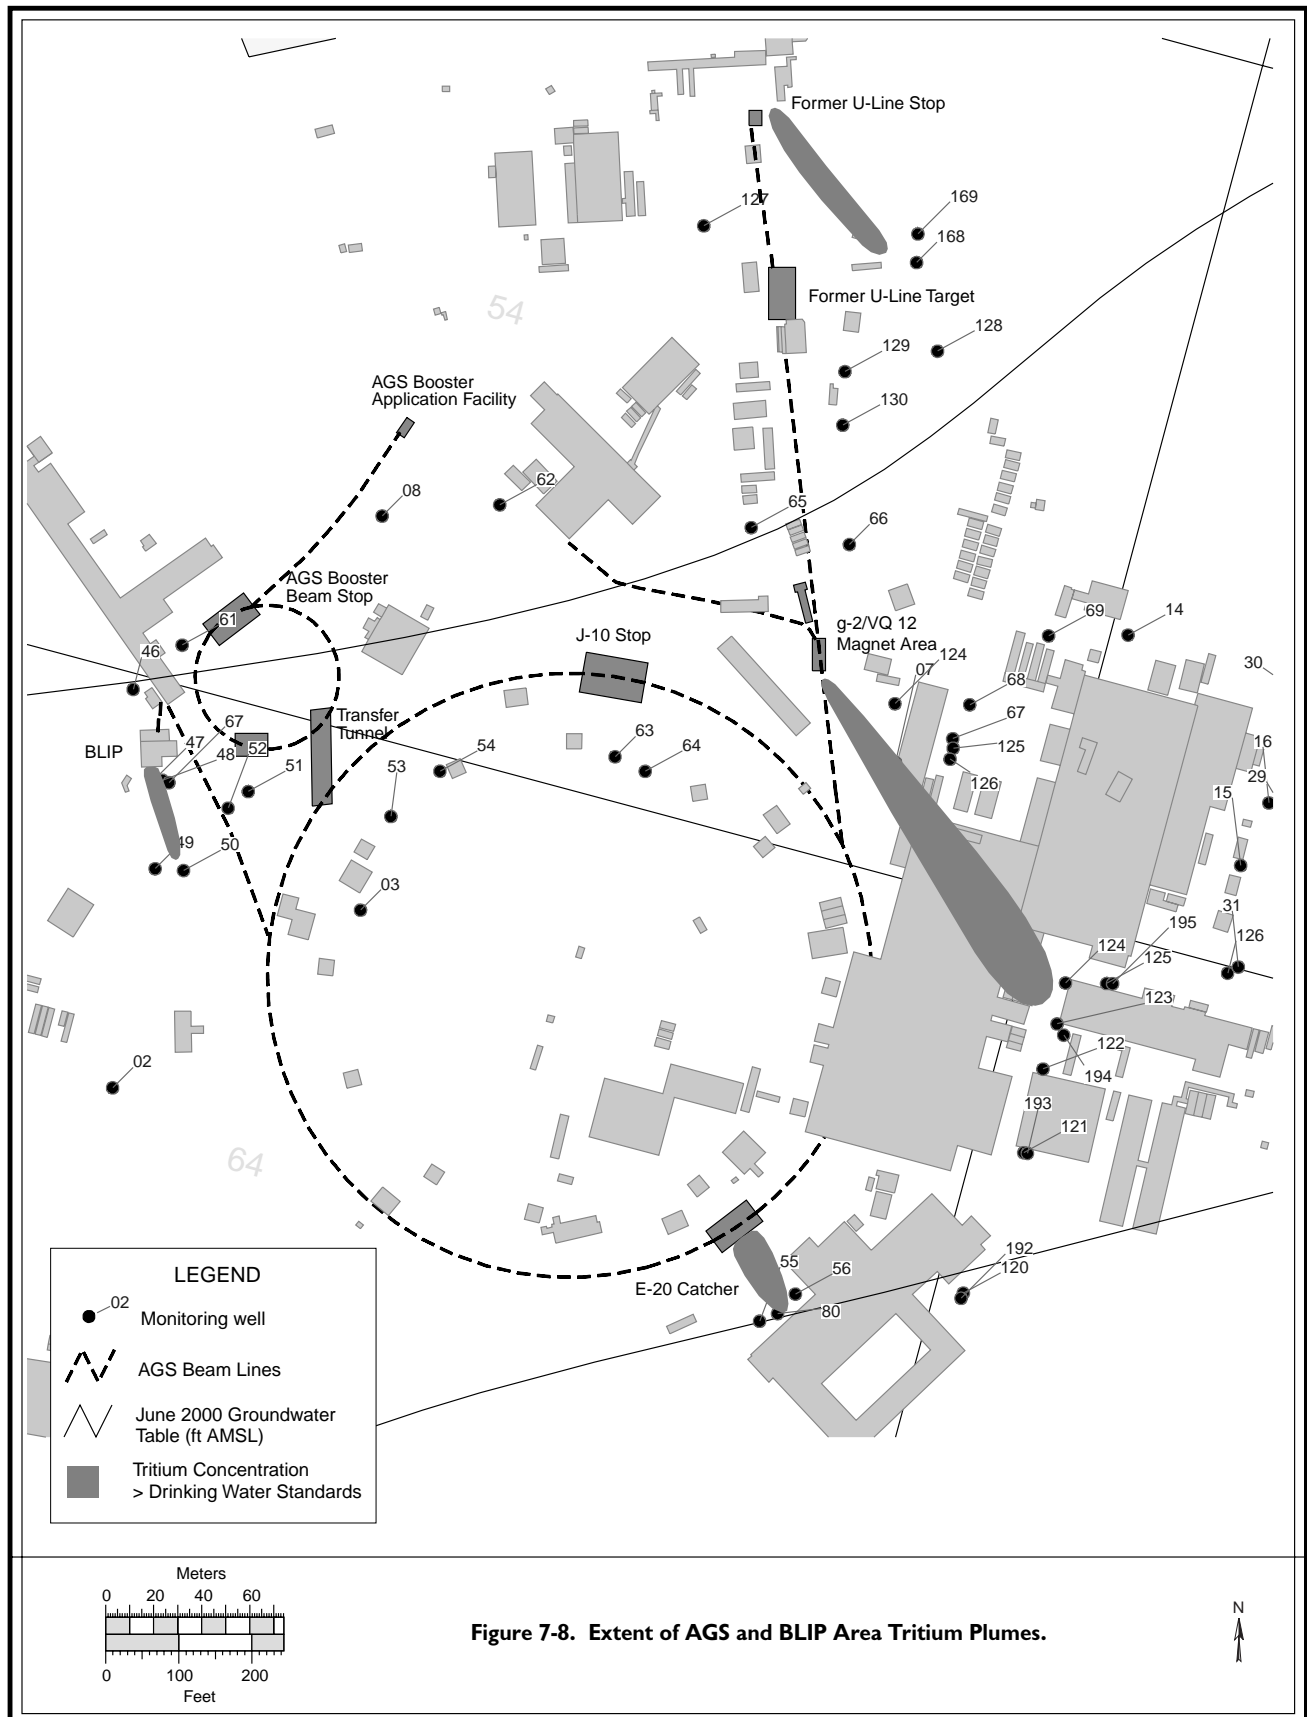 Former U-Line Stop
127
169
168
54
Former U-Line Target
128
129
AGS Booster
Application Facility
130
62
08
65
66
AGS Booster
Beam Stop
61
69
14
g-2/VQ 12
Magnet Area
J-10 Stop
46
124
30
07
68
Transfer
Tunnel
67
67
BLIP
47
52
48
54
63
64
125
16
51
53
126
29
15
49
50
03
31
195
126
124
125
123
122
02
194
193
121
64
192
55
56
120
E-20 Catcher
80
LEGEND
02
Monitoring well
AGS Beam Lines
June 2000 Groundwater
Table (ft AMSL)
Tritium Concentration
> Drinking Water Standards
Meters
0 20 40 60
0 100 200
Feet
Figure 7-8. Extent of AGS and BLIP Area Tritium Plumes.
N